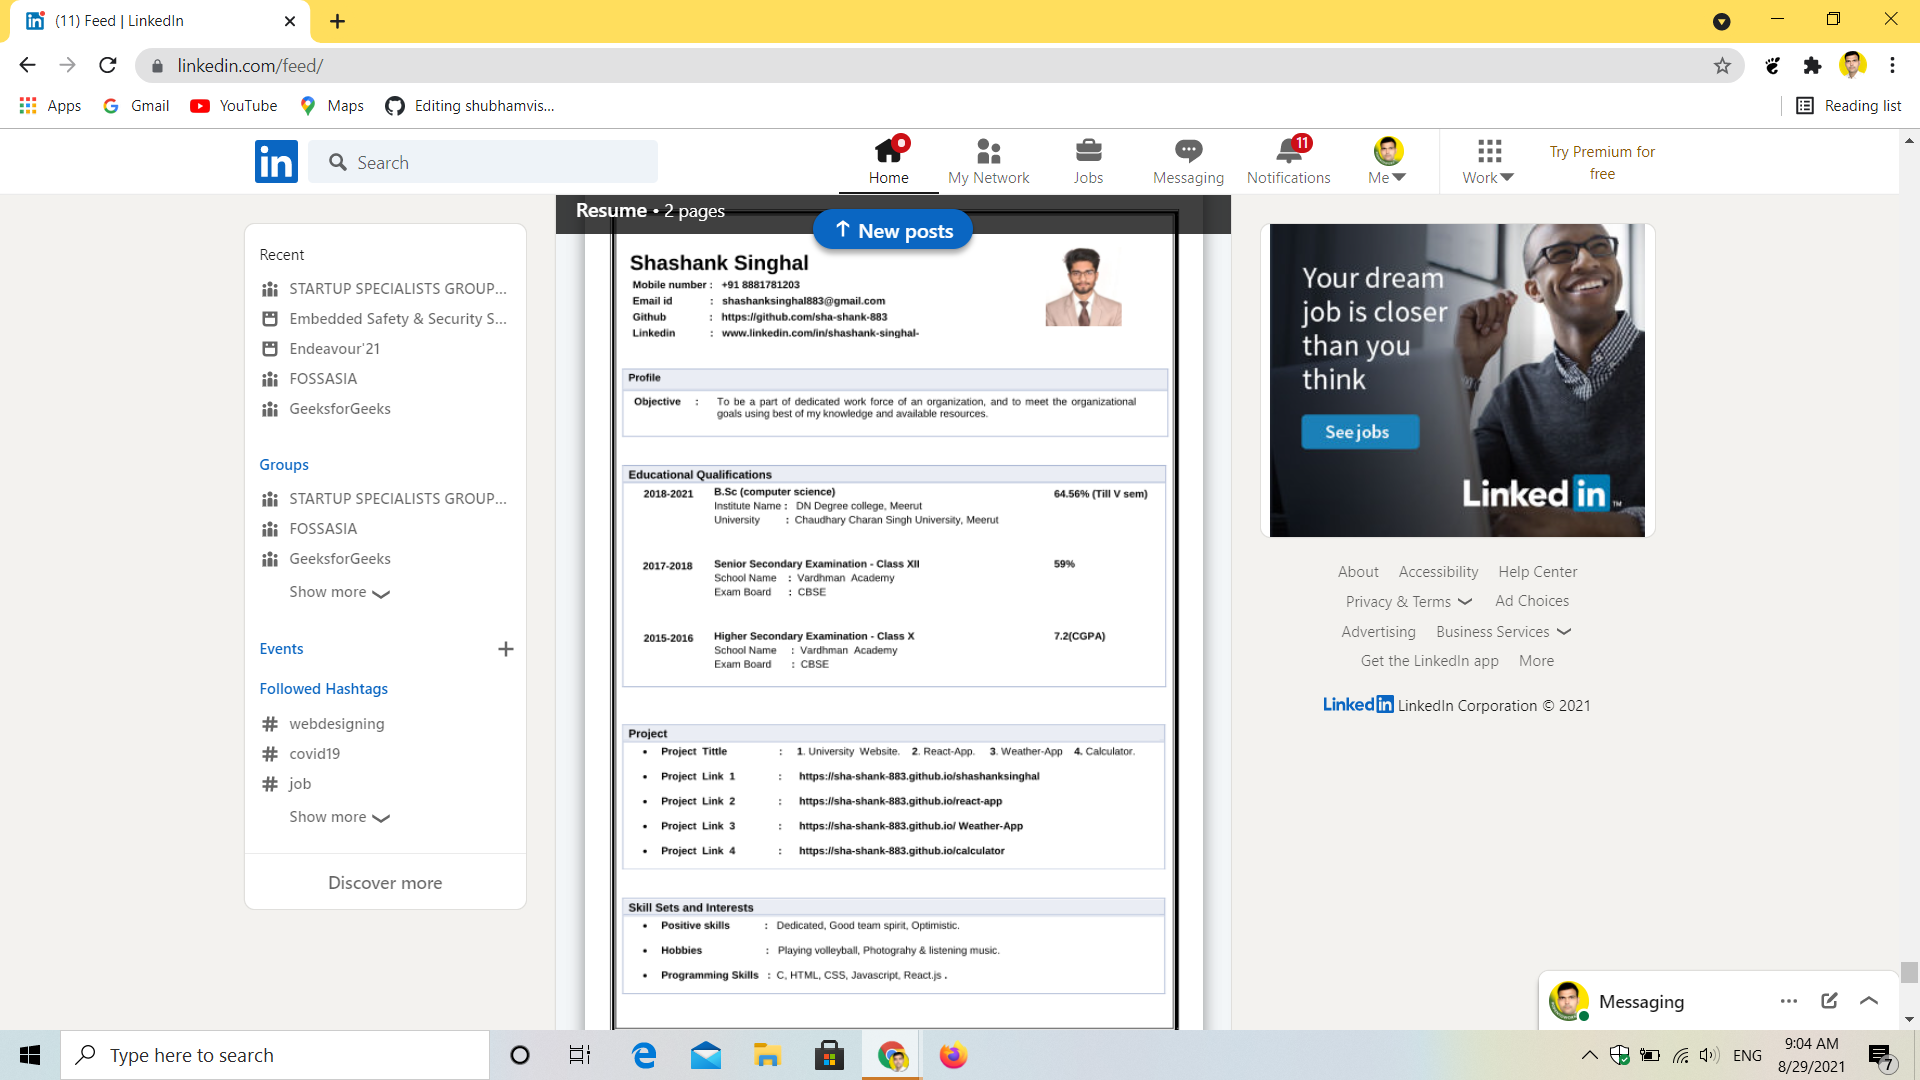 (11) Feed | LinkedIn
linkedin.com/feed/
Apps
Gmail
YouTube
Maps
Editing shubhamvis...
Reading list
in
Search
Home
My Network
Jobs
Messaging
11
Notifications
Me
Work
Try Premium for
free
Recent
STARTUP SPECIALISTS GROUP...
Embedded Safety & Security S...
Endeavour'21
FOSSASIA
GeeksforGeeks
Groups
STARTUP SPECIALISTS GROUP...
FOSSASIA
GeeksforGeeks
Show more
Events
Followed Hashtags
# webdesigning
# covid19
# job
Show more
Discover more
Resume • 2 pages
↑ New posts
Shashank Singhal
Mobile number : +91 8881781203
Email id : shashanksinghal883@gmail.com
Github : https://github.com/sha-shank-883
Linkedin : www.linkedin.com/in/shashank-singhal-
Profile
Objective : To be a part of dedicated work force of an organization, and to meet the organizational
goals using best of my knowledge and available resources.
Educational Qualifications
2018-2021 B.Sc (computer science) 64.56% (Till V sem)
Institute Name : DN Degree college, Meerut
University : Chaudhary Charan Singh University, Meerut
2017-2018 Senior Secondary Examination - Class XII 59%
School Name : Vardhman Academy
Exam Board : CBSE
2015-2016 Higher Secondary Examination - Class X 7.2(CGPA)
School Name : Vardhman Academy
Exam Board : CBSE
Project
• Project Tittle : 1. University Website. 2. React-App. 3. Weather-App 4. Calculator.
• Project Link 1 : https://sha-shank-883.github.io/shashanksinghal
• Project Link 2 : https://sha-shank-883.github.io/react-app
• Project Link 3 : https://sha-shank-883.github.io/ Weather-App
• Project Link 4 : https://sha-shank-883.github.io/calculator
Skill Sets and Interests
• Positive skills : Dedicated, Good team spirit, Optimistic.
• Hobbies : Playing volleyball, Photograhy & listening music.
• Programming Skills : C, HTML, CSS, Javascript, React.js .
Your dream
job is closer
than you
think
See jobs
Linked in ™
About Accessibility Help Center
Privacy & Terms Ad Choices
Advertising Business Services
Get the LinkedIn app More
Linked in LinkedIn Corporation © 2021
Messaging
Type here to search
ENG
9:04 AM
8/29/2021
7